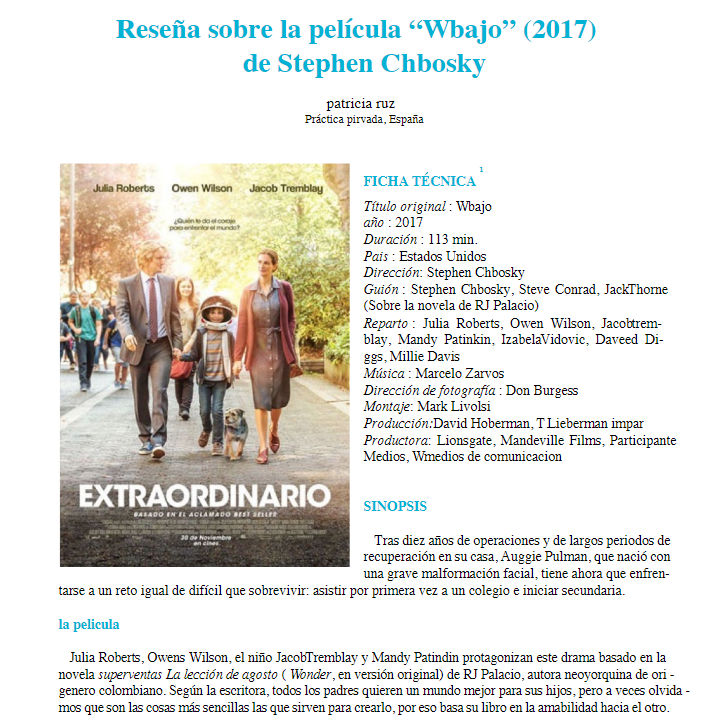 Reseña sobre la película “Wbajo” (2017)
de Stephen Chbosky
patricia ruz
Práctica pirvada, España
Julia Roberts Owen Wilson Jacob Tremblay
¿Quién te da el coraje
para enfrentar el mundo?
EXTRAORDINARIO
BASADO EN EL ACLAMADO BEST SELLER
30 de Noviembre
en cines.
FICHA TÉCNICA 1
Título original : Wbajo
año : 2017
Duración : 113 min.
Pais : Estados Unidos
Dirección: Stephen Chbosky
Guión : Stephen Chbosky, Steve Conrad, JackThorne
(Sobre la novela de RJ Palacio)
Reparto : Julia Roberts, Owen Wilson, Jacobtrem-
blay, Mandy Patinkin, IzabelaVidovic, Daveed Di-
ggs, Millie Davis
Música : Marcelo Zarvos
Dirección de fotografía : Don Burgess
Montaje: Mark Livolsi
Producción:David Hoberman, T Lieberman impar
Productora: Lionsgate, Mandeville Films, Participante
Medios, Wmedios de comunicacion
SINOPSIS
Tras diez años de operaciones y de largos periodos de
recuperación en su casa, Auggie Pulman, que nació con
una grave malformación facial, tiene ahora que enfren-
tarse a un reto igual de difícil que sobrevivir: asistir por primera vez a un colegio e iniciar secundaria.
la pelicula
Julia Roberts, Owens Wilson, el niño JacobTremblay y Mandy Patindin protagonizan este drama basado en la
novela superventas La lección de agosto ( Wonder, en versión original) de RJ Palacio, autora neoyorquina de ori -
genero colombiano. Según la escritora, todos los padres quieren un mundo mejor para sus hijos, pero a veces olvida -
mos que son las cosas más sencillas las que sirven para crearlo, por eso basa su libro en la amabilidad hacia el otro.